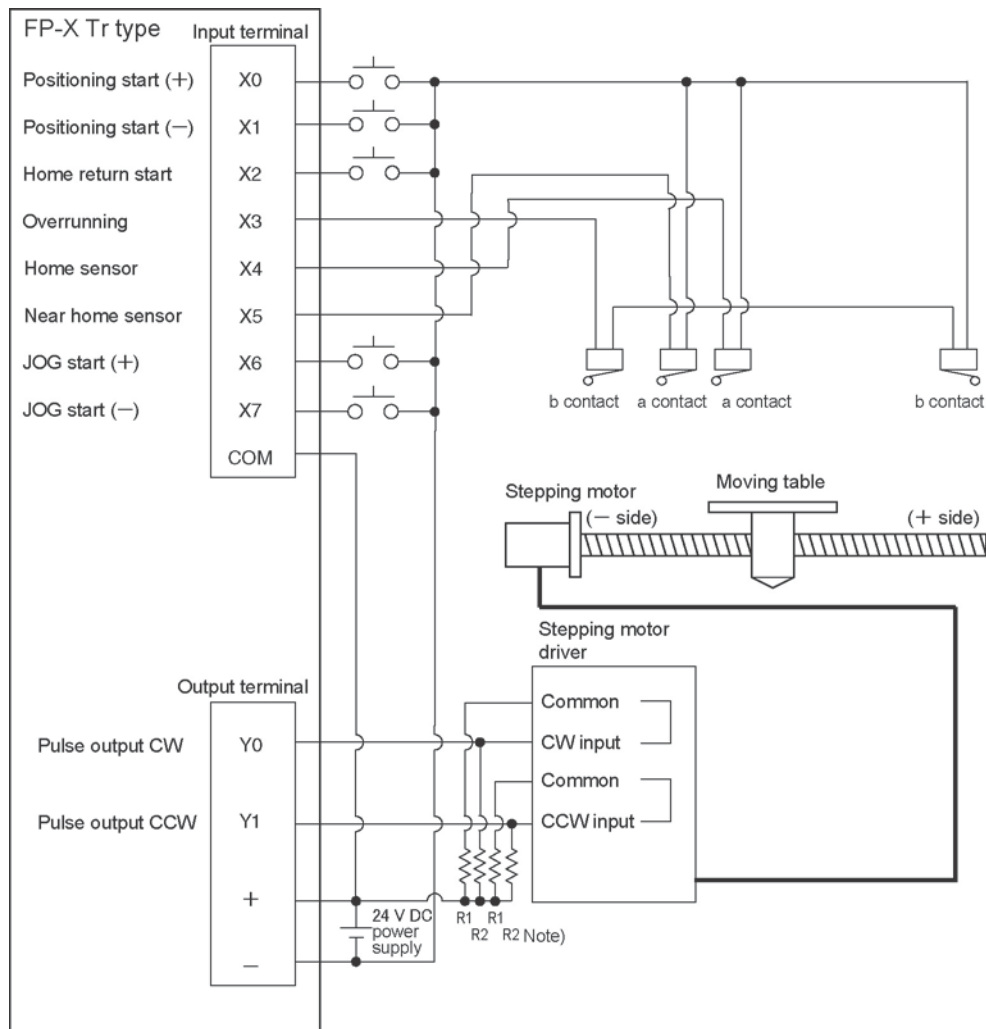 FP-X Tr type
Input terminal
Positioning start (+)
X0
Positioning start (−)
X1
Home return start
X2
Overrunning
X3
Home sensor
X4
Near home sensor
X5
JOG start (+)
X6
JOG start (−)
X7
COM
b contact
a contact
a contact
b contact
Stepping motor
(− side)
Moving table
(+ side)
Stepping motor
driver
Common
CW input
Common
CCW input
Output terminal
Pulse output CW
Y0
Pulse output CCW
Y1
+
−
24 V DC
power
supply
R1
R2
R1
R2 Note)